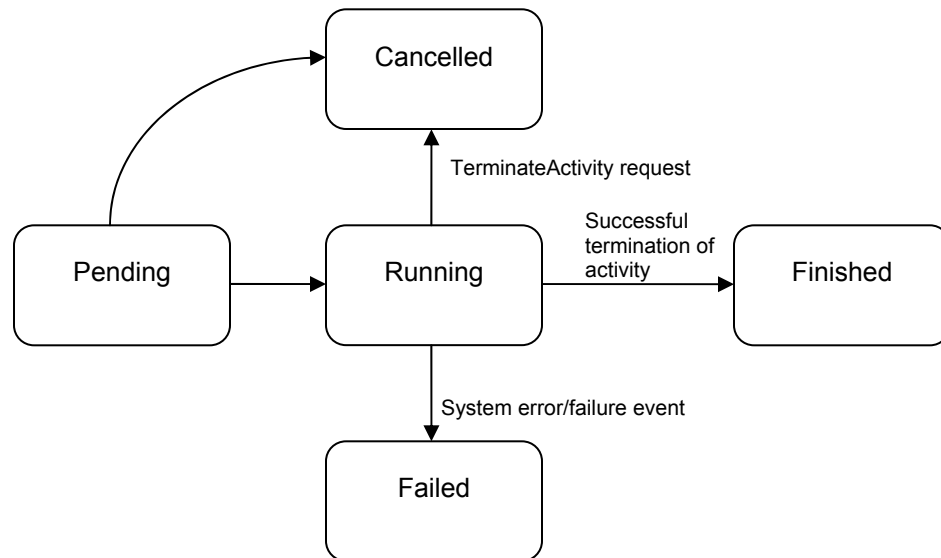 Cancelled
TerminateActivity request
Successful
termination of
activity
Pending
Running
Finished
System error/failure event
Failed